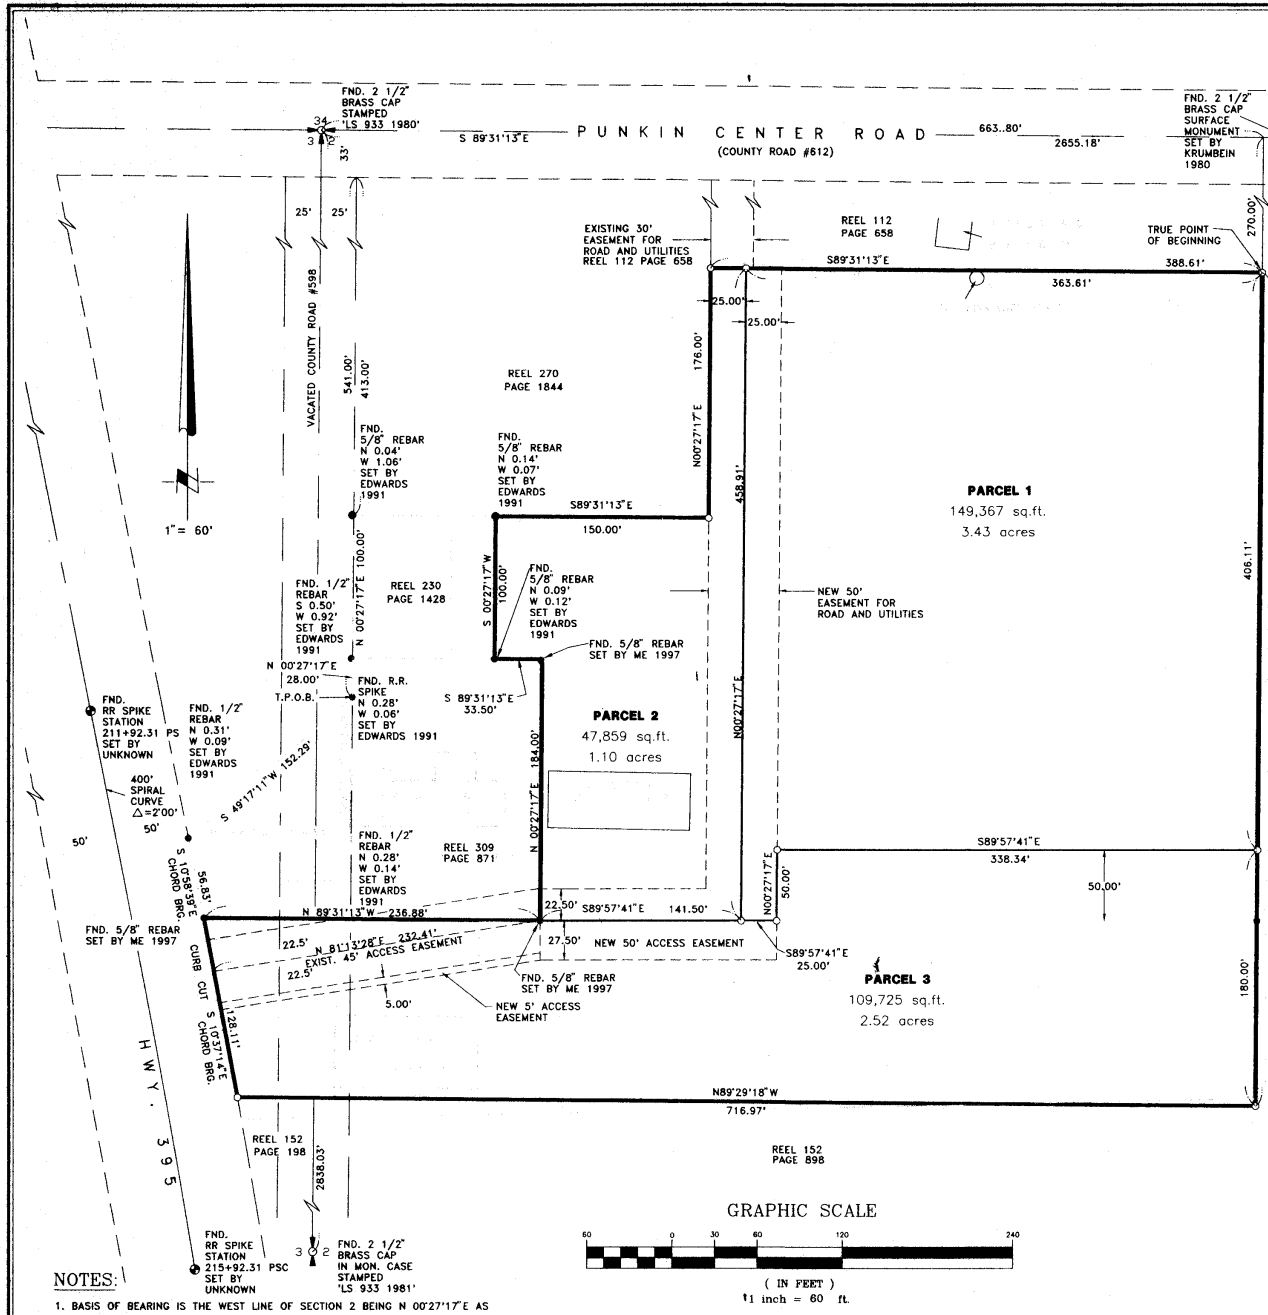 FND. 2 1/2"
BRASS CAP
STAMPED
'LS 933 1980'
34
3 2
33'
S 89°31'13"E
PUNKIN CENTER ROAD
(COUNTY ROAD #612)
663..80'
2655.18'
FND. 2 1/2"
BRASS CAP
SURFACE
MONUMENT
SET BY
KRUMBEIN
1980
270.00'
TRUE POINT
OF BEGINNING
25' 25'
VACATED COUNTY ROAD #598
541.00'
413.00'
EXISTING 30'
EASEMENT FOR
ROAD AND UTILITIES
REEL 112 PAGE 658
REEL 112
PAGE 658
S89°31'13"E
388.61'
363.61'
25.00'
25.00'
176.00'
N00°27'17"E
458.91'
N00°27'17"E
REEL 270
PAGE 1844
1"= 60'
FND.
5/8" REBAR
N 0.04'
W 1.06'
SET BY
EDWARDS
1991
FND.
5/8" REBAR
N 0.14'
W 0.07'
SET BY
EDWARDS
1991
S89°31'13"E
150.00'
PARCEL 1
149,367 sq.ft.
3.43 acres
406.11'
N 00°27'17"E 100.00'
REEL 230
PAGE 1428
S 00°27'17"W
100.00'
FND.
5/8" REBAR
N 0.09'
W 0.12'
SET BY
EDWARDS
1991
FND. 1/2"
REBAR
S 0.50'
W 0.92'
SET BY
EDWARDS
1991
NEW 50'
EASEMENT FOR
ROAD AND UTILITIES
FND. 5/8" REBAR
SET BY ME 1997
N 00°27'17"E
28.00'
T.P.O.B.
FND. R.R.
SPIKE
N 0.28'
W 0.06'
SET BY
EDWARDS 1991
S 89°31'13"E
33.50'
PARCEL 2
47,859 sq.ft.
1.10 acres
FND.
RR SPIKE
STATION
211+92.31 PS
SET BY
UNKNOWN
FND. 1/2"
REBAR
N 0.31'
W 0.09'
SET BY
EDWARDS
1991
S 49°17'11"W 152.29'
400'
SPIRAL
CURVE
△=2°00'
50'
50'
N 00°27'17"E 184.00'
FND. 1/2"
REBAR
N 0.28'
W 0.14'
SET BY
EDWARDS
1991
REEL 309
PAGE 871
S89°57'41"E
338.34'
50.00'
N00°27'17"E
50.00'
56.83'
S 10°58'39"E
CHORD BRG.
N 89°31'13"W 236.88'
22.50'
S89°57'41"E 141.50'
FND. 5/8" REBAR
SET BY ME 1997
22.5'
N 81°13'28"E 232.41'
EXIST. 45' ACCESS EASEMENT
22.5'
27.50'
NEW 50' ACCESS EASEMENT
S89°57'41"E
25.00'
CURB CUT
128.11'
S 10°37'14"E
CHORD BRG.
5.00'
FND. 5/8" REBAR
SET BY ME 1997
NEW 5' ACCESS
EASEMENT
PARCEL 3
109,725 sq.ft.
2.52 acres
180.00'
HWY. 395
N89°29'18"W
716.97'
REEL 152
PAGE 198
REEL 152
PAGE 898
2838.03'
3 2
FND.
RR SPIKE
STATION
215+92.31 PSC
SET BY
UNKNOWN
FND. 2 1/2"
BRASS CAP
IN MON. CASE
STAMPED
'LS 933 1981'
GRAPHIC SCALE
60 0 30 60 120 240
( IN FEET )
1 inch = 60 ft.
NOTES:
1. BASIS OF BEARING IS THE WEST LINE OF SECTION 2 BEING N 00°27'17"E AS